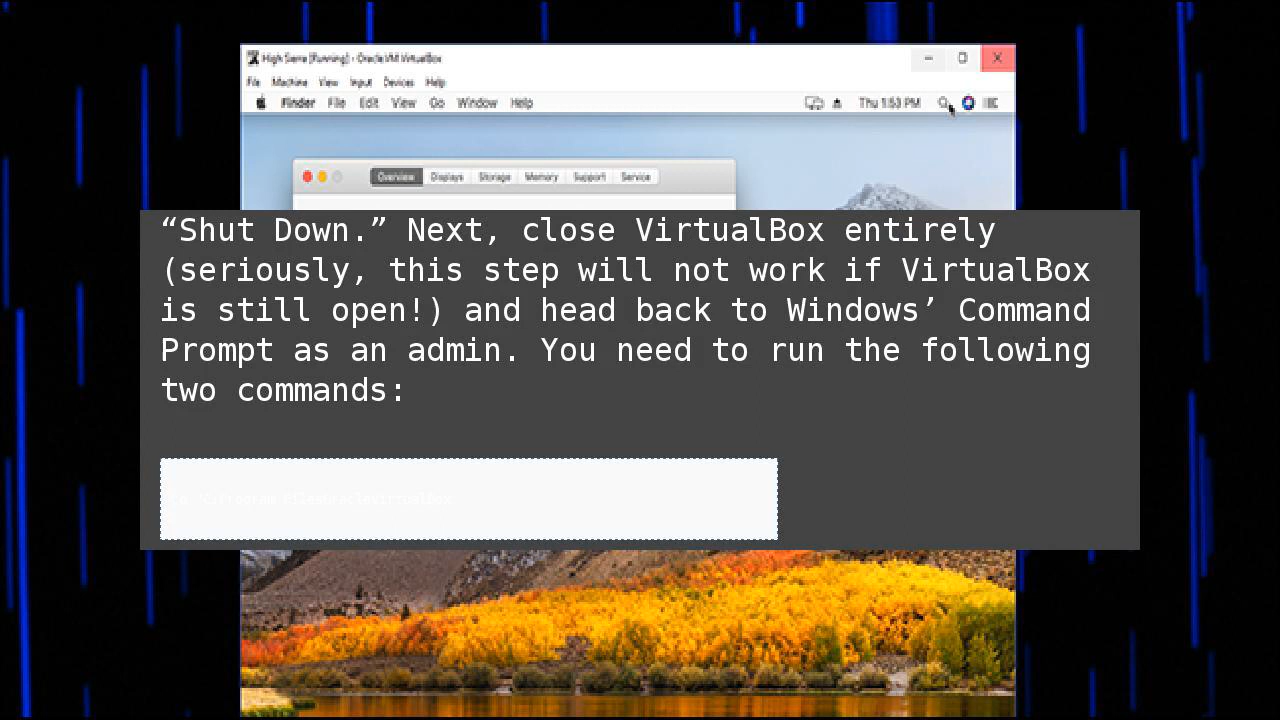 High Sierra [Running] - Oracle VM VirtualBox
File Machine View Input Devices Help
Finder File Edit View Go Window Help Thu 1:53 PM
Overview Displays Storage Memory Support Service
“Shut Down.” Next, close VirtualBox entirely
(seriously, this step will not work if VirtualBox
is still open!) and head back to Windows’ Command
Prompt as an admin. You need to run the following
two commands:
cd "C:Program FilesOracleVirtualBox